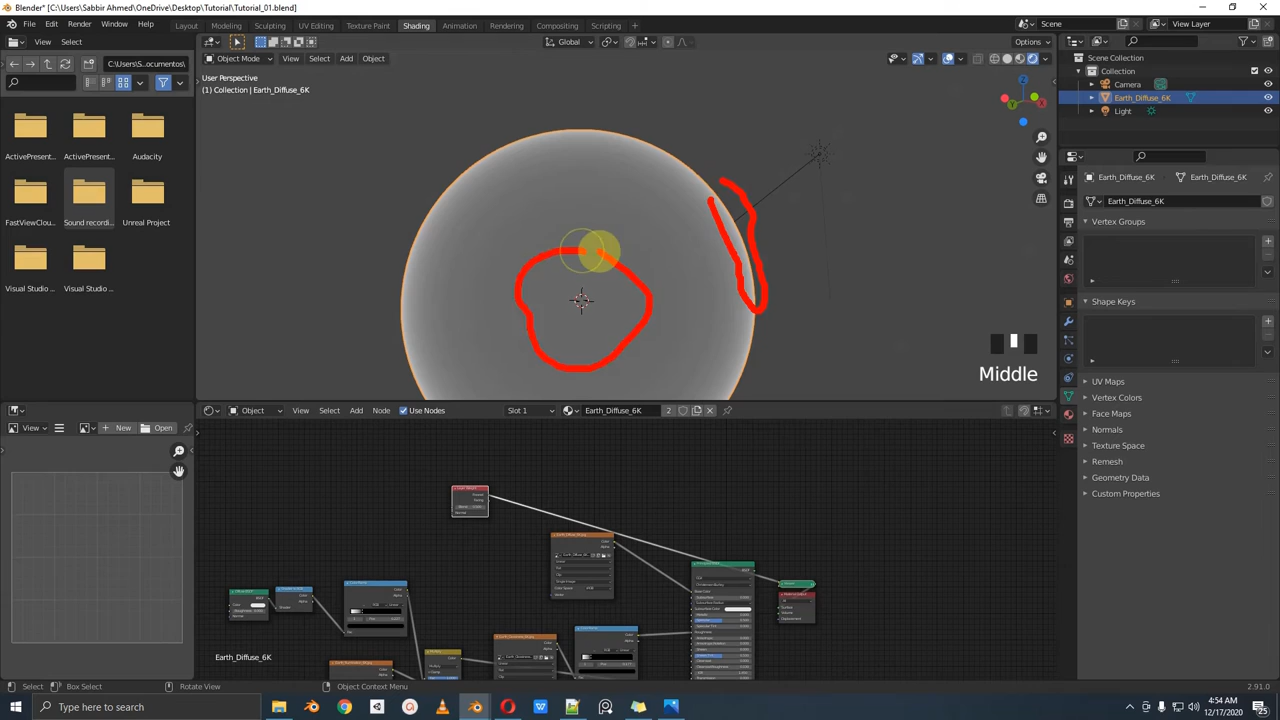 Blender* [C:\Users\Sabbir Ahmed\OneDrive\Desktop\Tutorial\Tutorial_01.blend]
File Edit Render Window Help Layout Modeling Sculpting UV Editing Texture Paint Shading Animation Rendering Compositing Scripting Scene View Layer
View Select Global Options
C:\Users\S...ocumentos\ Object Mode View Select Add Object
User Perspective
(1) Collection | Earth_Diffuse_6K
Scene Collection
Collection
Camera
Earth_Diffuse_6K
Light
ActivePresent... ActivePresent... Audacity
FastViewClou... Sound recordi... Unreal Project
Visual Studio ... Visual Studio ...
Earth_Diffuse_6K Earth_Diffuse_6K
Earth_Diffuse_6K
Vertex Groups
Shape Keys
UV Maps
Vertex Colors
Face Maps
Normals
Texture Space
Remesh
Geometry Data
Custom Properties
Middle
Object View Select Add Node Use Nodes Slot 1 Earth_Diffuse_6K 2
View New Open
Earth_Diffuse_6K
Select Box Select Rotate View Object Context Menu 2.91.0
Type here to search
4:54 AM
12/17/2020